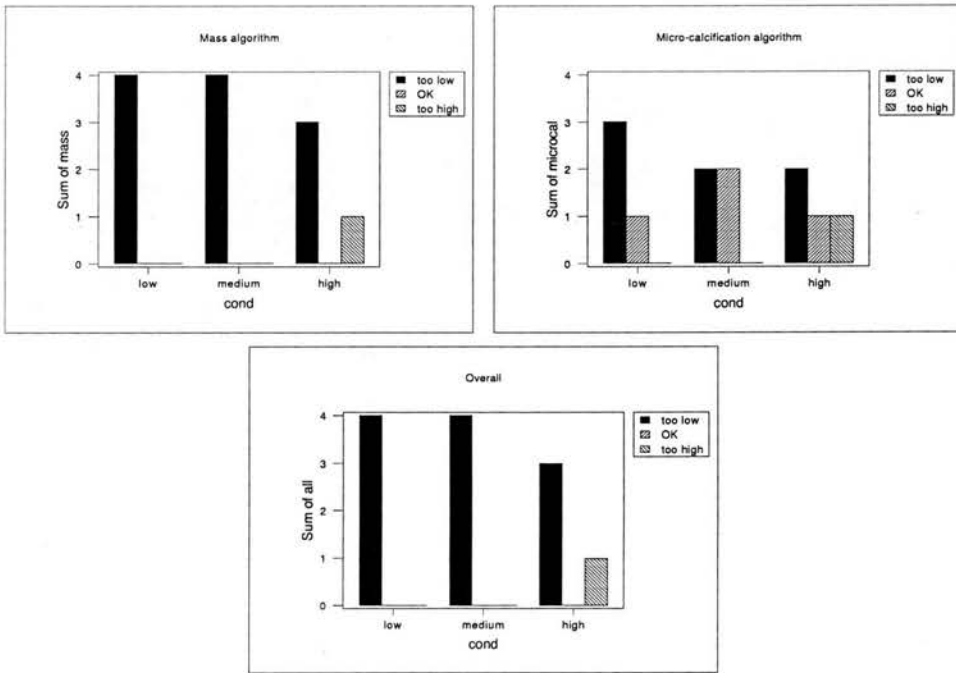 Mass algorithm
too low
OK
too high
Sum of mass
4
3
2
1
0
low medium high
cond
Micro-calcification algorithm
too low
OK
too high
Sum of microcal
4
3
2
1
0
low medium high
cond
Overall
too low
OK
too high
Sum of all
4
3
2
1
0
low medium high
cond